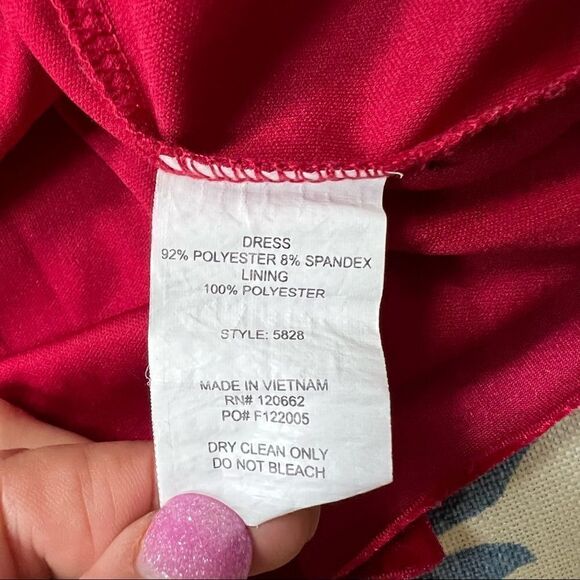 DRESS
92% POLYESTER 8% SPANDEX
LINING
100% POLYESTER
STYLE: 5828
MADE IN VIETNAM
RN# 120662
PO# F122005
DRY CLEAN ONLY
DO NOT BLEACH